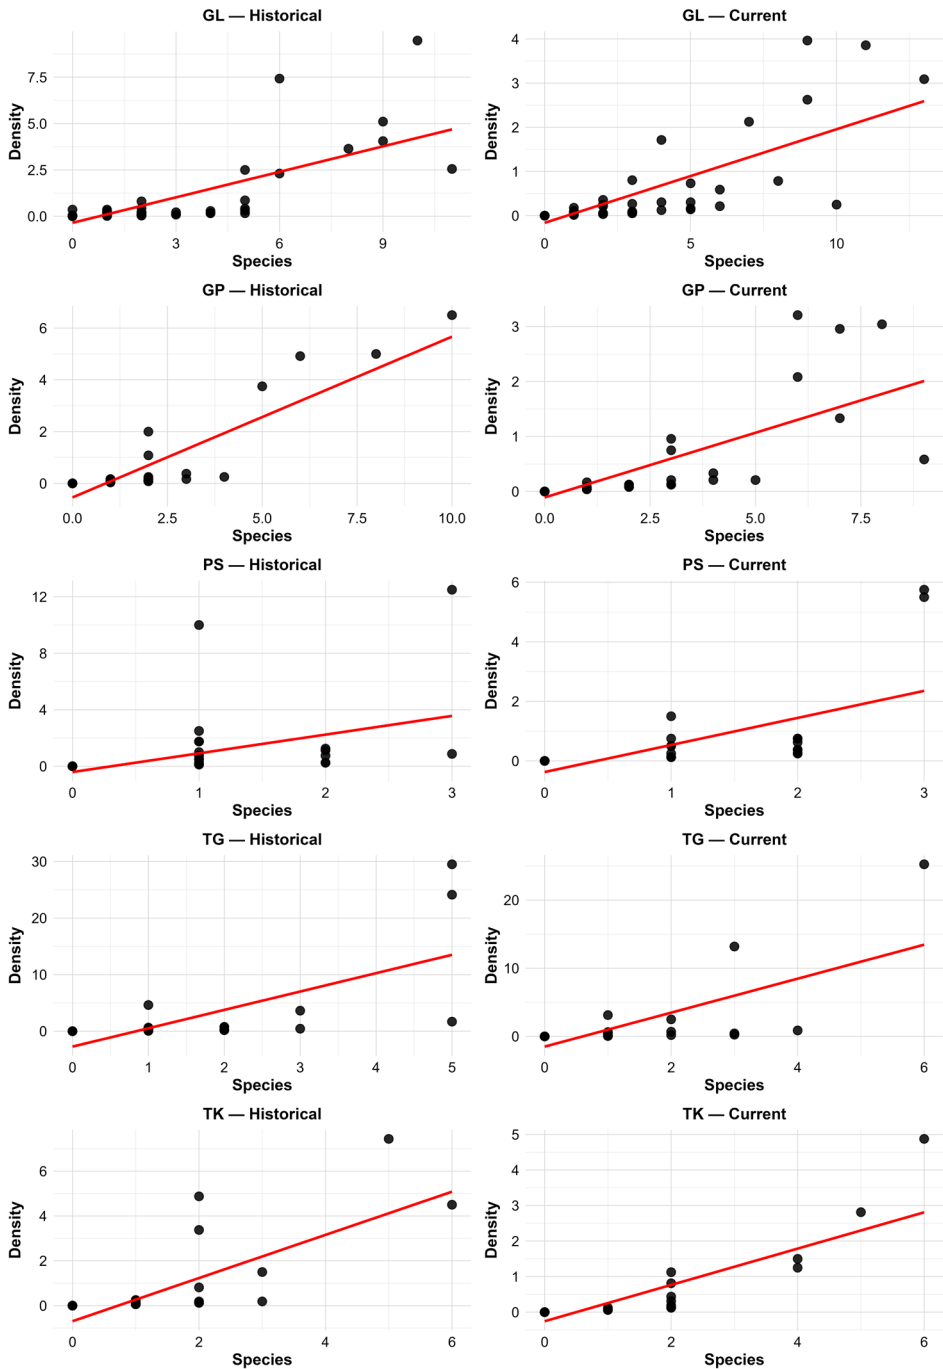 GL — Historical
7.5
5.0
2.5
0.0
Density
0 3 6 9
Species
GL — Current
4
3
2
1
0
Density
0 5 10
Species
GP — Historical
6
4
2
0
Density
0.0 2.5 5.0 7.5 10.0
Species
GP — Current
3
2
1
0
Density
0.0 2.5 5.0 7.5
Species
PS — Historical
12
8
4
0
Density
0 1 2 3
Species
PS — Current
6
4
2
0
Density
0 1 2 3
Species
TG — Historical
30
20
10
0
Density
0 1 2 3 4 5
Species
TG — Current
20
10
0
Density
0 2 4 6
Species
TK — Historical
6
4
2
0
Density
0 2 4 6
Species
TK — Current
5
4
3
2
1
0
Density
0 2 4 6
Species